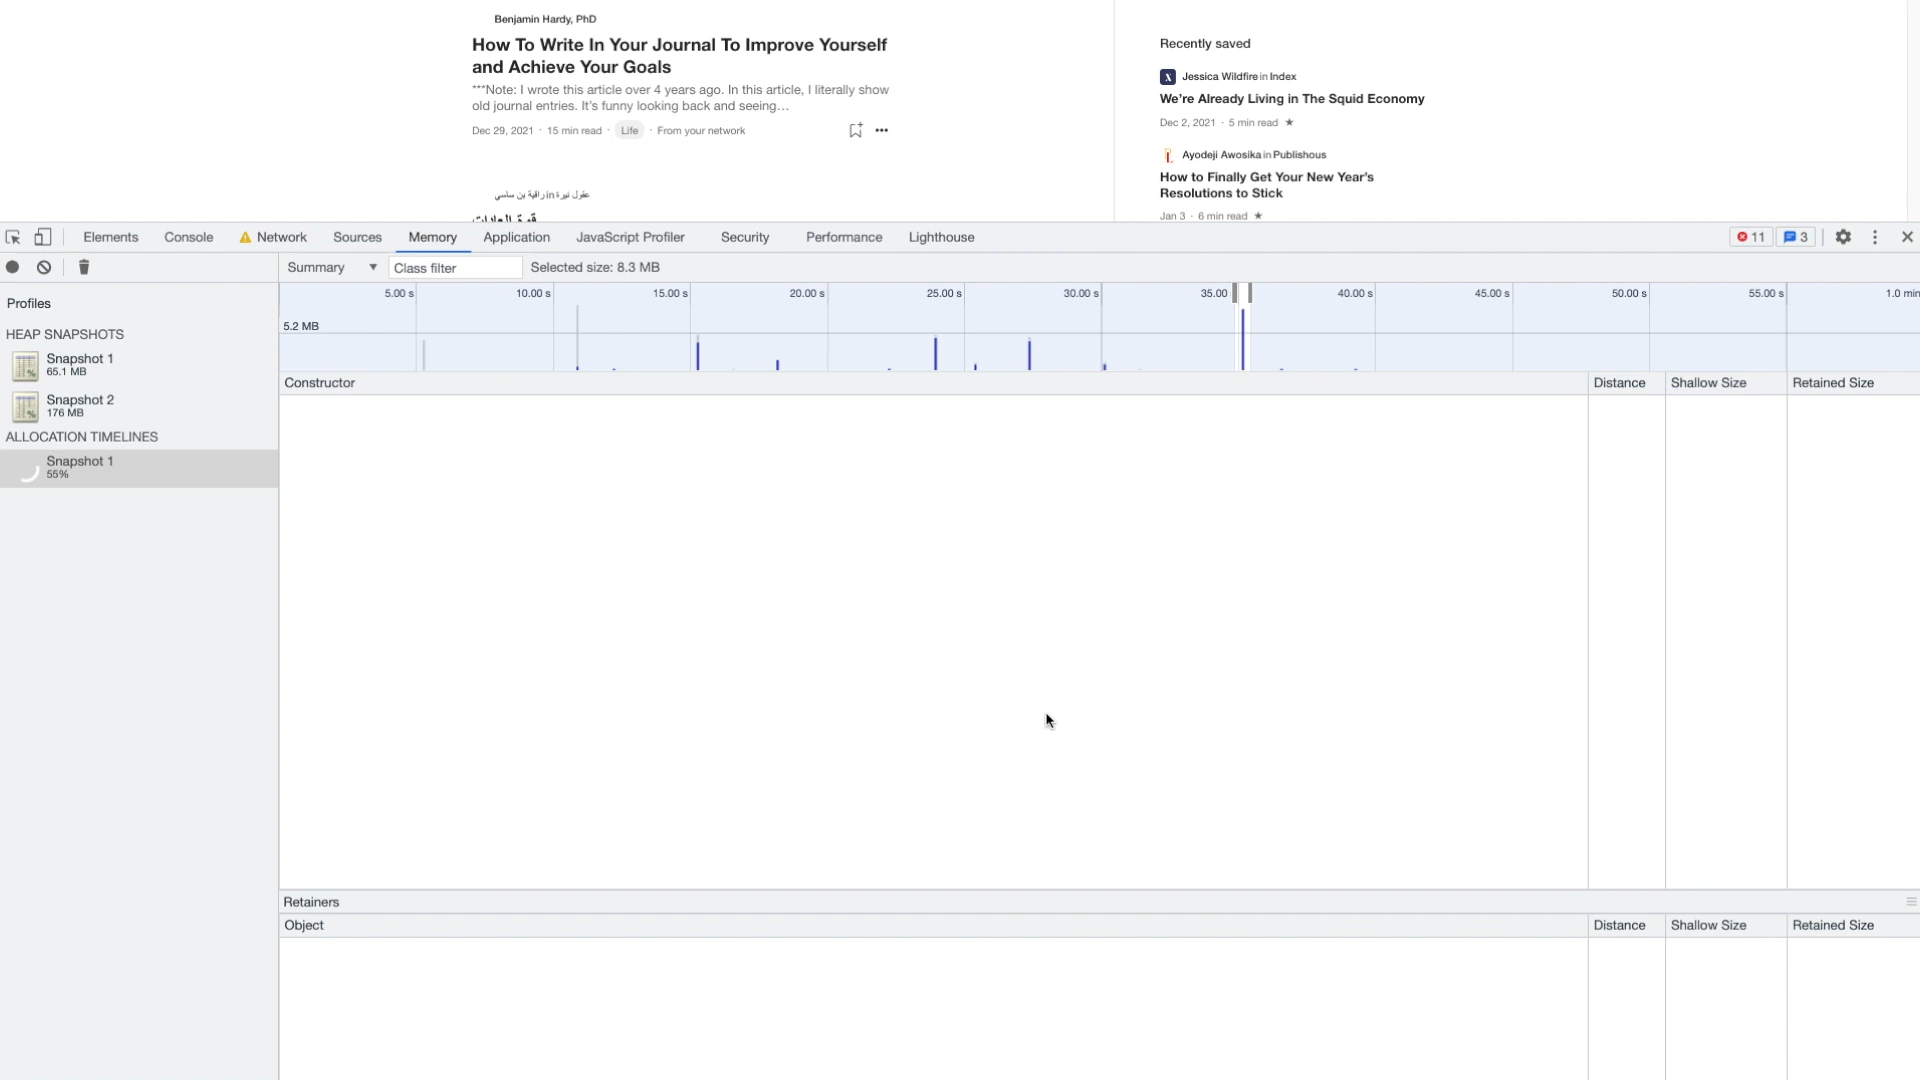 Benjamin Hardy, PhD
How To Write In Your Journal To Improve Yourself
and Achieve Your Goals
***Note: I wrote this article over 4 years ago. In this article, I literally show
old journal entries. It's funny looking back and seeing…
Dec 29, 2021 · 15 min read · Life · From your network
راقية بن ساسي in عقول نيرة
قوة العادات
Recently saved
Jessica Wildfire in Index
We're Already Living in The Squid Economy
Dec 2, 2021 · 5 min read ★
Ayodeji Awosika in Publishous
How to Finally Get Your New Year's
Resolutions to Stick
Jan 3 · 6 min read ★
Elements Console Network Sources Memory Application JavaScript Profiler Security Performance Lighthouse 11 3
Summary ▼ Class filter Selected size: 8.3 MB
Profiles
HEAP SNAPSHOTS
Snapshot 1
65.1 MB
Snapshot 2
176 MB
ALLOCATION TIMELINES
Snapshot 1
55%
5.00 s 10.00 s 15.00 s 20.00 s 25.00 s 30.00 s 35.00 40.00 s 45.00 s 50.00 s 55.00 s 1.0 min
5.2 MB
Constructor Distance Shallow Size Retained Size
Retainers
Object Distance Shallow Size Retained Size